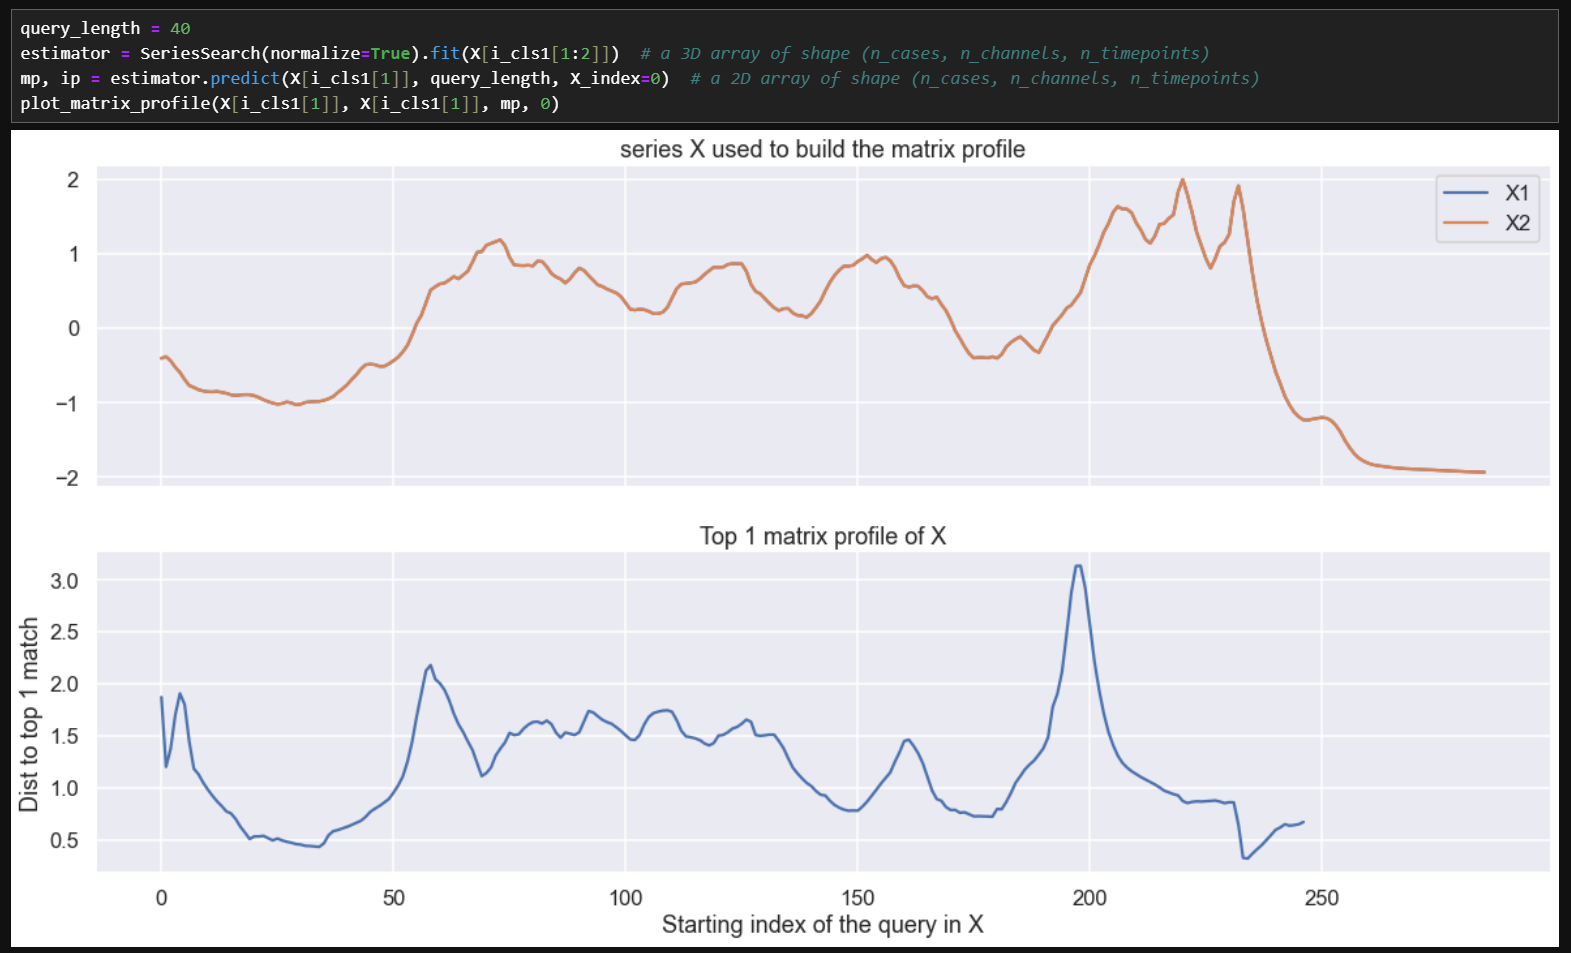 query_length = 40
estimator = SeriesSearch(normalize=True).fit(X[i_cls1[1:2]])  # a 3D array of shape (n_cases, n_channels, n_timepoints)
mp, ip = estimator.predict(X[i_cls1[1]], query_length, X_index=0)  # a 2D array of shape (n_cases, n_channels, n_timepoints)
plot_matrix_profile(X[i_cls1[1]], X[i_cls1[1]], mp, 0)
series X used to build the matrix profile
2
1
0
−1
−2
X1
X2
Top 1 matrix profile of X
Dist to top 1 match
3.0
2.5
2.0
1.5
1.0
0.5
0 50 100 150 200 250
Starting index of the query in X